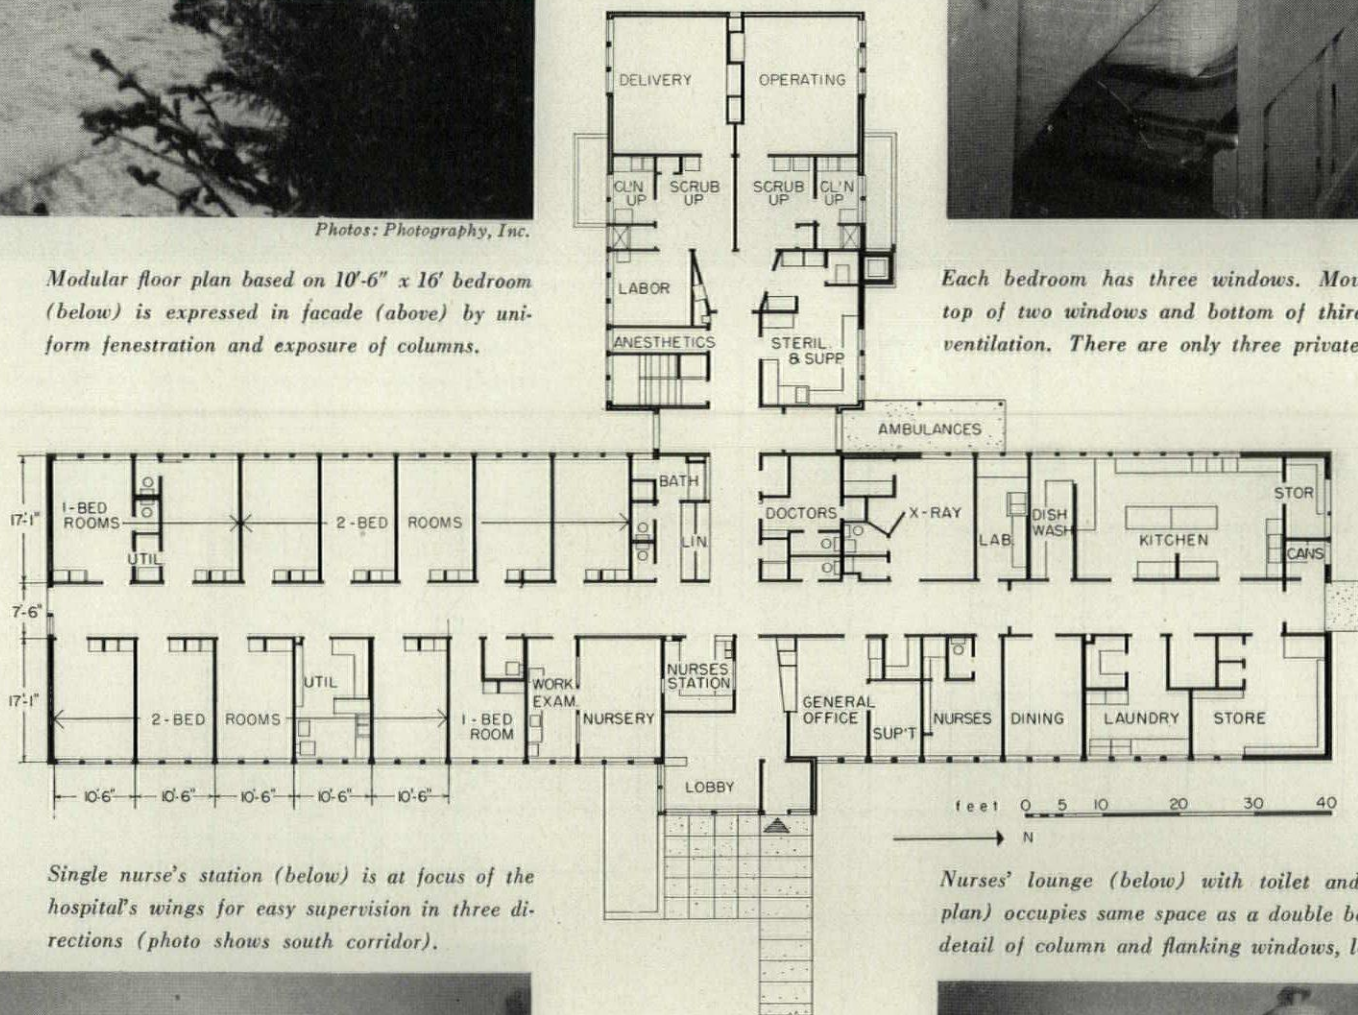 Photos: Photography, Inc.
Modular floor plan based on 10'-6" x 16' bedroom
(below) is expressed in facade (above) by uni-
form fenestration and exposure of columns.
Each bedroom has three windows.
top of two windows and bottom of
ventilation. There are only three private
DELIVERY
OPERATING
CL'N
UP
SCRUB
UP
SCRUB
UP
CL'N
UP
LABOR
ANESTHETICS
STERIL.
& SUPP
AMBULANCES
17'-1"
1-BED
ROOMS
UTIL
2-BED ROOMS
BATH
LIN.
DOCTORS
X-RAY
LAB.
DISH
WASH
KITCHEN
STOR
CANS
7'-6"
17'-1"
2-BED ROOMS
UTIL
1-BED
ROOM
WORK
EXAM.
NURSERY
NURSES
STATION
LOBBY
GENERAL
OFFICE
SUP'T
NURSES
DINING
LAUNDRY
STORE
10'-6" 10'-6" 10'-6" 10'-6" 10'-6"
feet 0 5 10 20 30 40
N
Single nurse's station (below) is at focus of the
hospital's wings for easy supervision in three di-
rections (photo shows south corridor).
Nurses' lounge (below) with toilet and
plan) occupies same space as a double
detail of column and flanking windows,